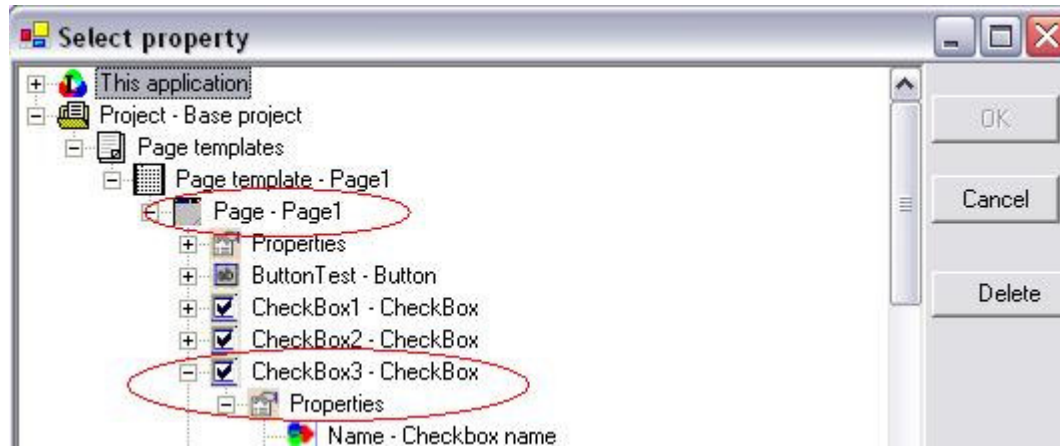 Select property
This application
Project - Base project
Page templates
Page template - Page1
Page - Page1
Properties
ButtonTest - Button
CheckBox1 - CheckBox
CheckBox2 - CheckBox
CheckBox3 - CheckBox
Properties
Name - Checkbox name
OK
Cancel
Delete